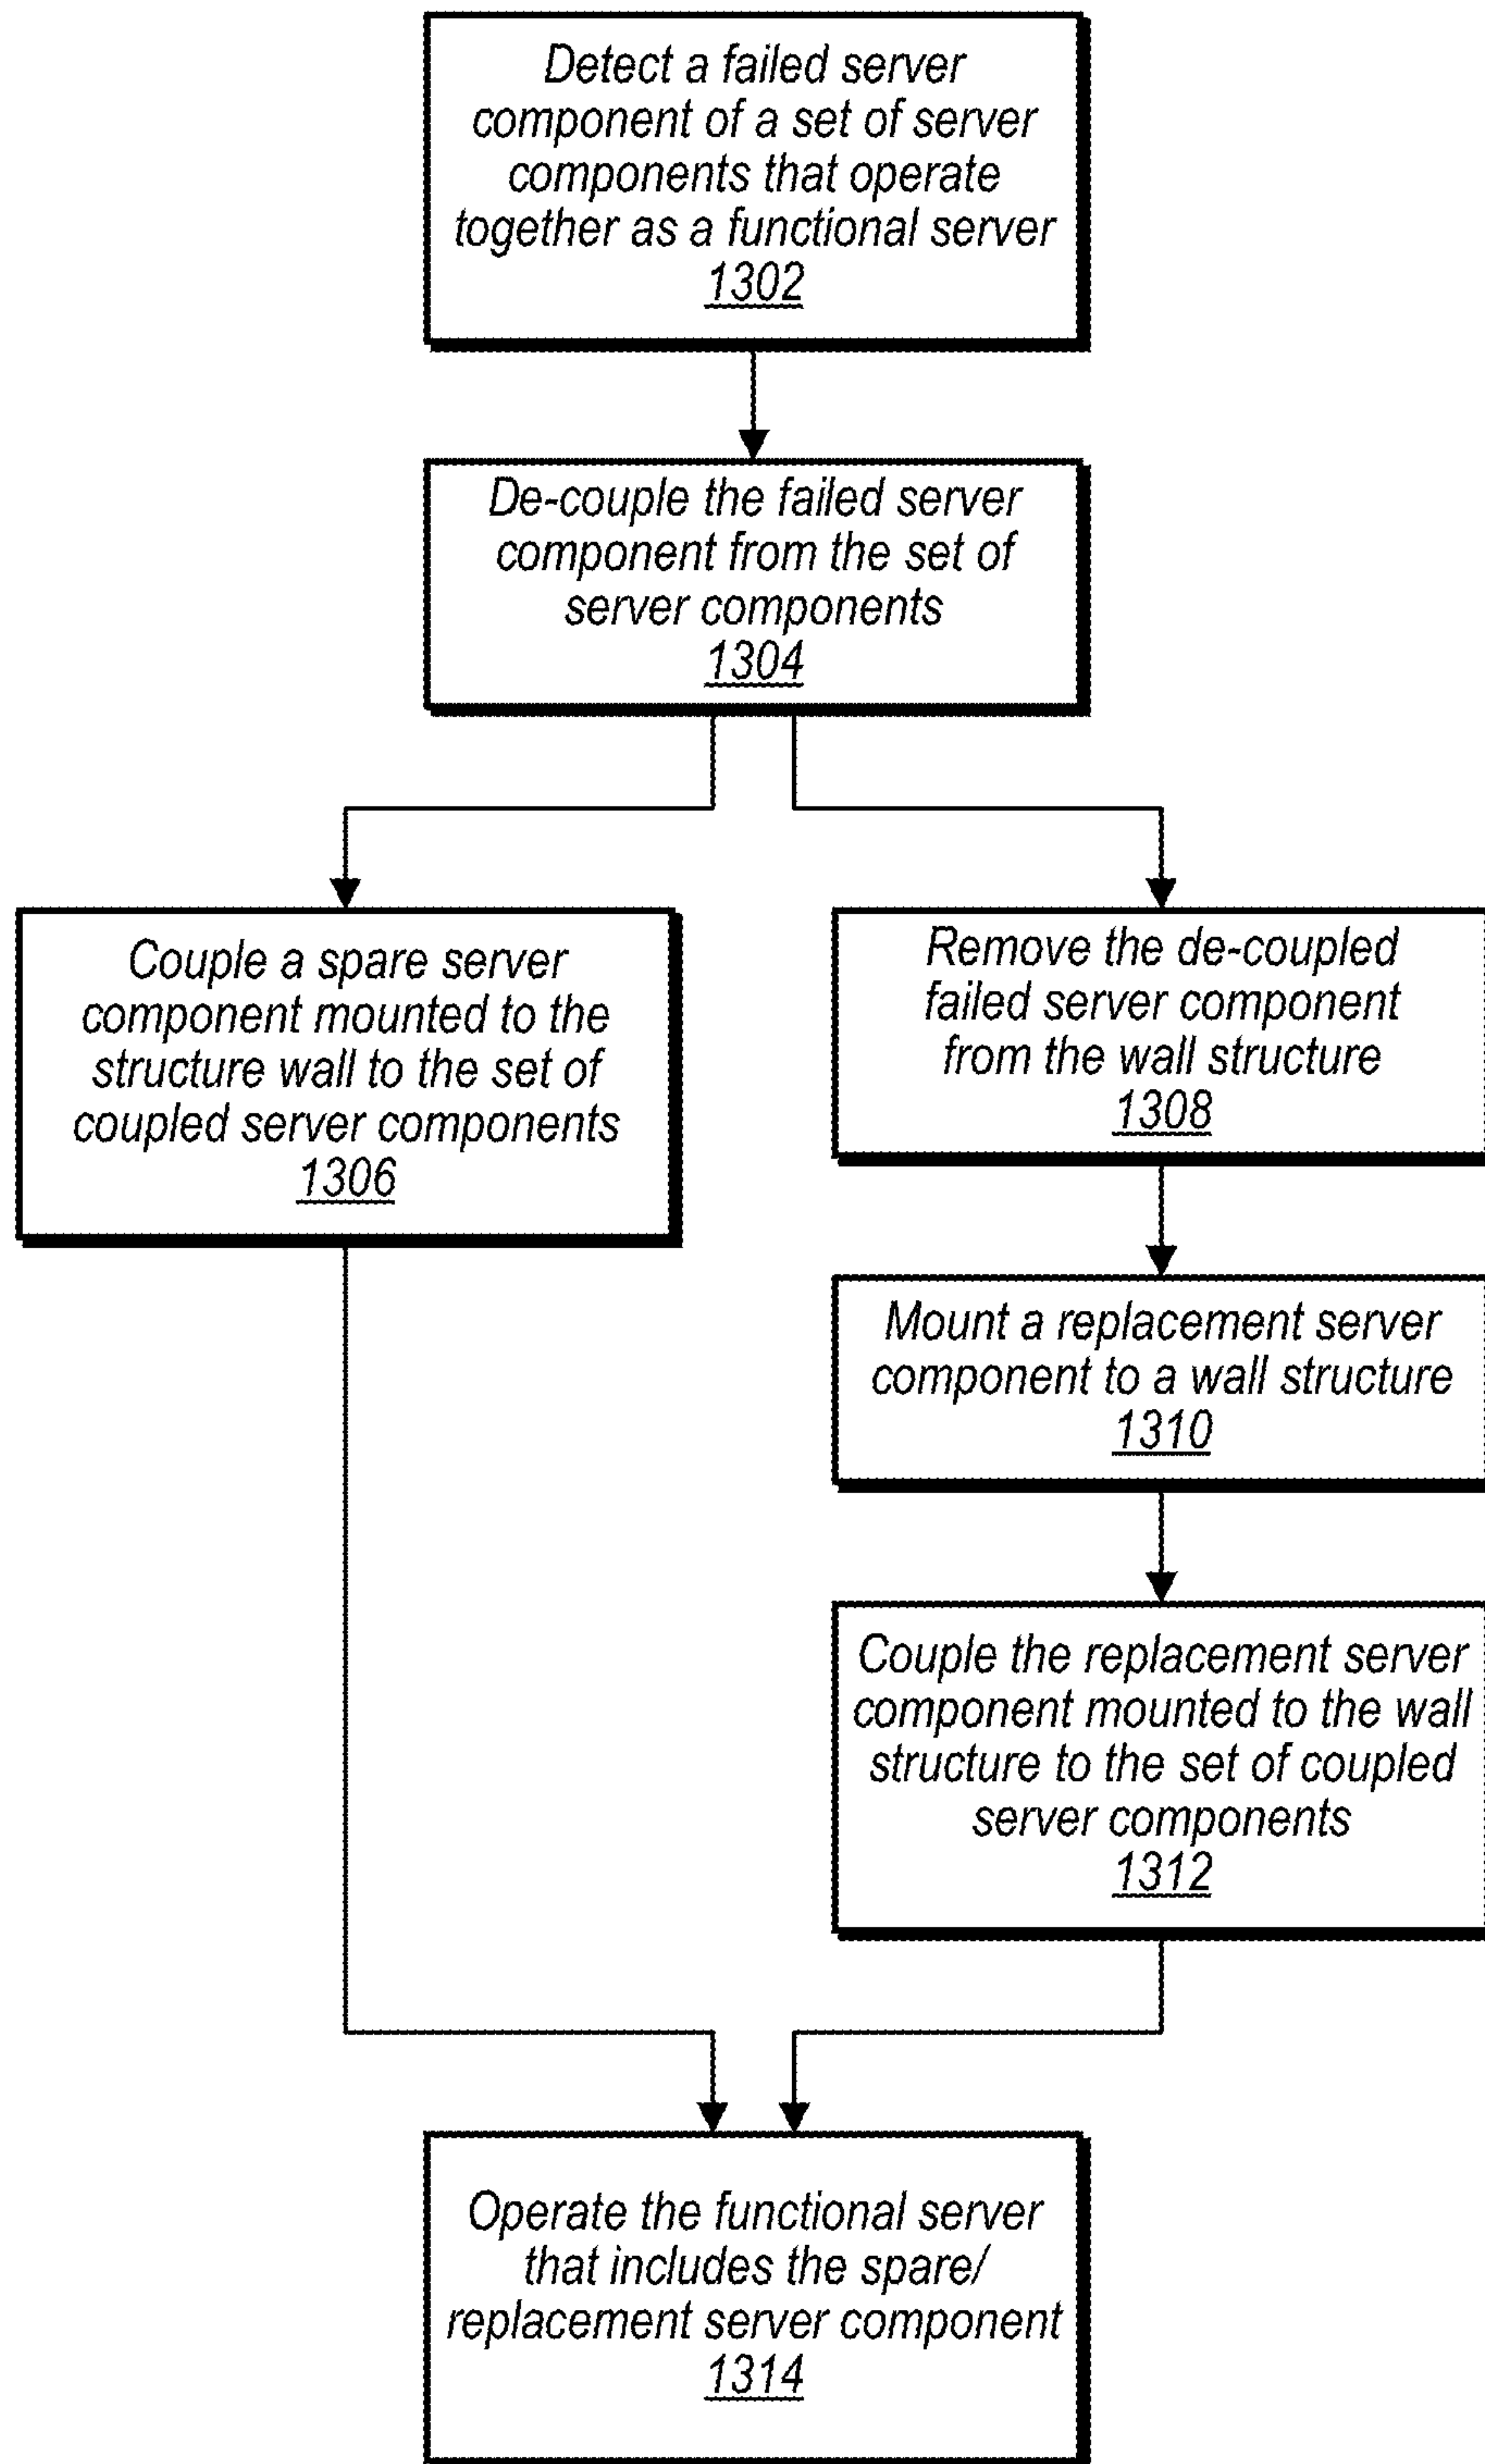 Detect a failed server
component of a set of server
components that operate
together as a functional server
1302
De-couple the failed server
component from the set of
server components
1304
Couple a spare server
component mounted to the
structure wall to the set of
coupled server components
1306
Remove the de-coupled
failed server component
from the wall structure
1308
Mount a replacement server
component to a wall structure
1310
Couple the replacement server
component mounted to the wall
structure to the set of coupled
server components
1312
Operate the functional server
that includes the spare/
replacement server component
1314